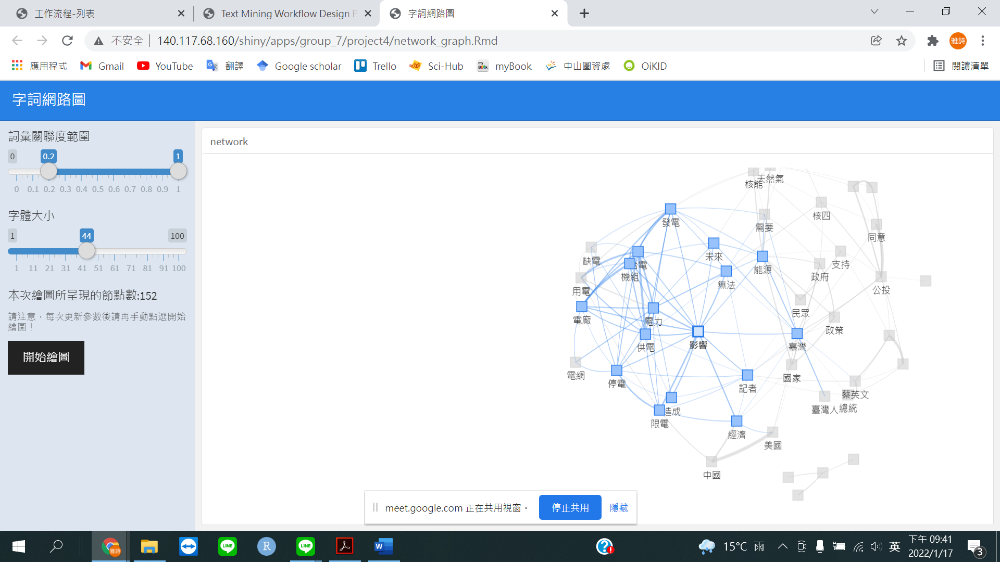 工作流程-列表
Text Mining Workflow Design P
字詞網路圖
不安全
140.117.68.160/shiny/apps/group_7/project4/network_graph.Rmd
雅詩
應用程式
Gmail
YouTube
翻譯
Google scholar
Trello
Sci-Hub
myBook
中山圖資處
OiKID
閱讀清單
字詞網路圖
詞彙關聯度範圍
0 0.2 1
0 0.1 0.2 0.3 0.4 0.5 0.6 0.7 0.8 0.9 1
字體大小
1 44 100
1 11 21 31 41 51 61 71 81 91 100
本次繪圖所呈現的節點數:152
請注意，每次更新參數後請再手動點選開始
繪圖！
開始繪圖
network
天然氣
核能
核四
發電
需要
同意
未來
缺電
支持
能源
機組
政府
無法
公投
用電
民眾
電廠
電力
政策
影響
供電
臺灣
電網
國家
停電
記者
蔡英文
總統
臺灣人
造成
限電
經濟
美國
中國
meet.google.com 正在共用視窗。
停止共用
隱藏
雅詩
LINE
R
LINE
W
15°C 雨
英
下午 09:41
2022/1/17
3